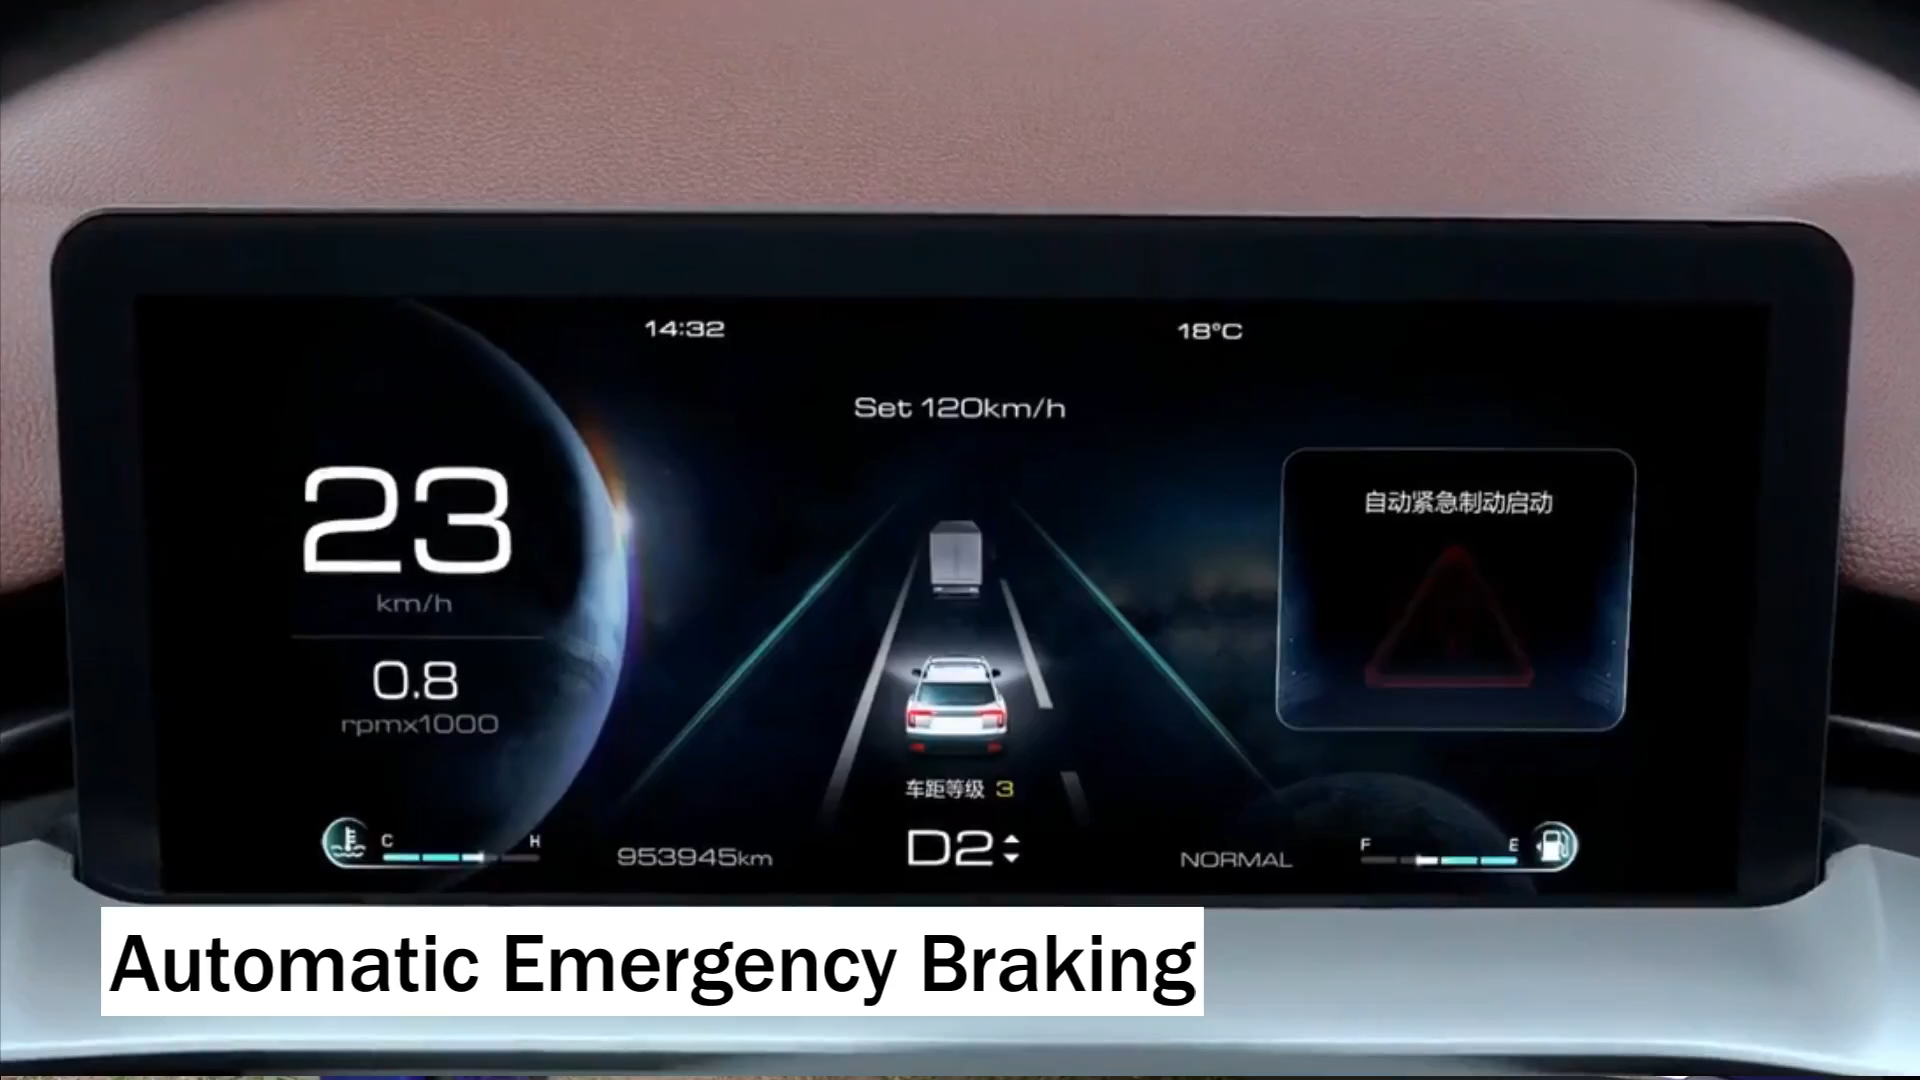 14:32
18°C
Set 120km/h
23
km/h
自动紧急制动启动
0.8
rpmx1000
车距等级 3
C
H
953945km
D2
NORMAL
F
E
Automatic Emergency Braking